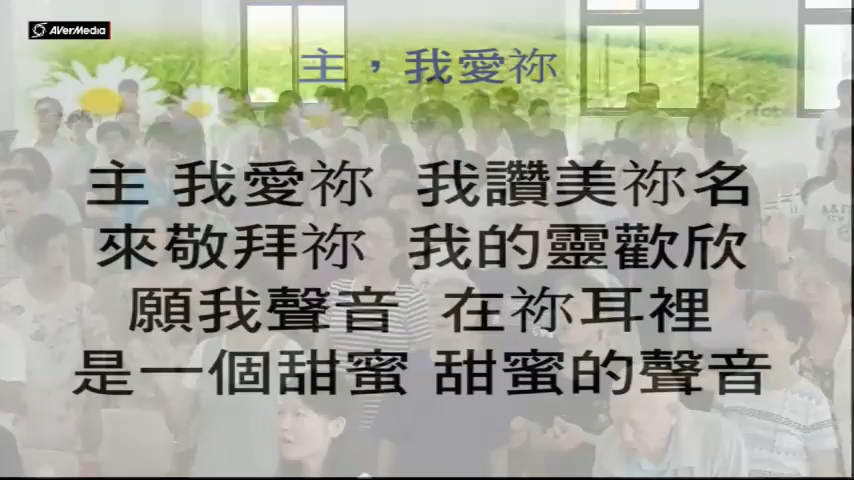 AVerMedia
主，我愛祢
主 我愛祢 我讚美祢名
來敬拜祢 我的靈歡欣
願我聲音 在祢耳裡
是一個甜蜜 甜蜜的聲音